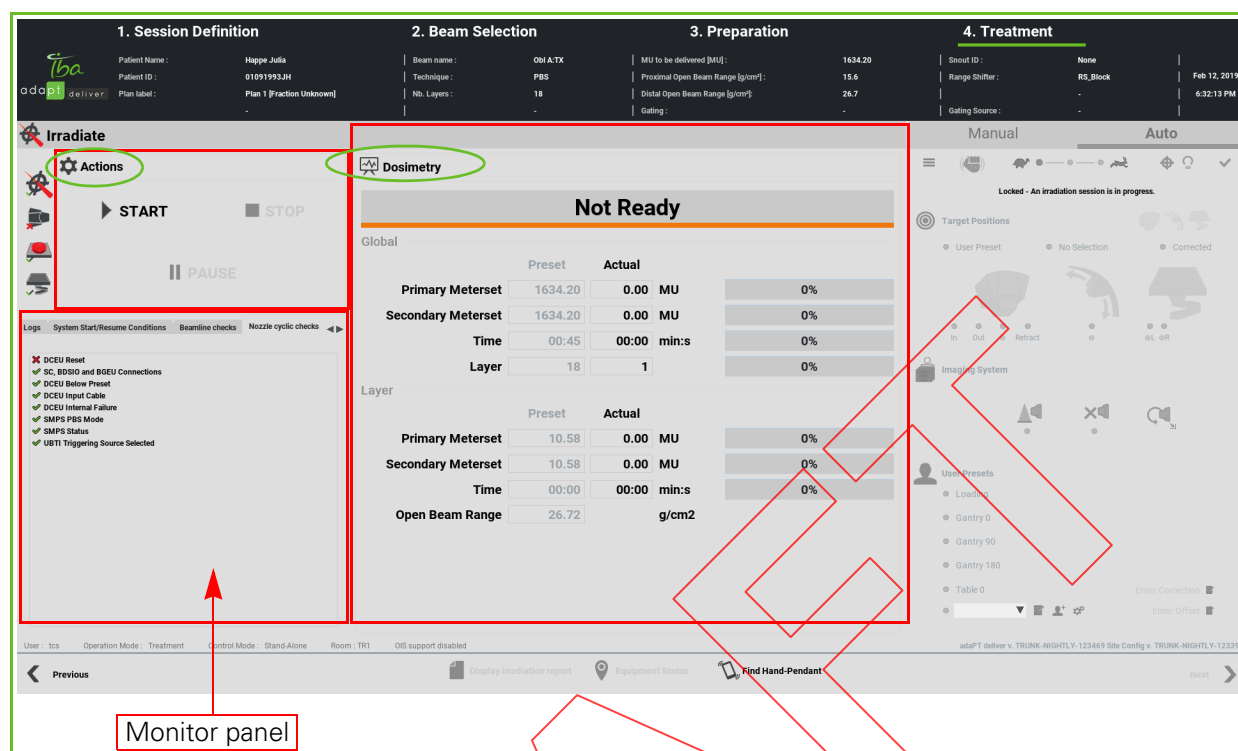 1. Session Definition
2. Beam Selection
3. Preparation
4. Treatment
iba
adapt deliver
Patient Name : Happe Julia
Patient ID : 01091993JH
Plan label : Plan 1 [Fraction Unknown]
-
Beam name : Obl A:TX
Technique : PBS
Nb. Layers : 18
-
MU to be delivered [MU] : 1634.20
Proximal Open Beam Range [g/cm²] : 15.6
Distal Open Beam Range [g/cm²]: 26.7
Gating : -
Snout ID : None
Range Shifter : RS_Block
-
Gating Source : -
Feb 12, 2019
6:32:13 PM
Irradiate
Actions
START
STOP
PAUSE
Logs System Start/Resume Conditions Beamline checks Nozzle cyclic checks
DCEU Reset
SC, BDSIO and BGEU Connections
DCEU Below Preset
DCEU Input Cable
DCEU Internal Failure
SMPS PBS Mode
SMPS Status
UBTI Triggering Source Selected
Dosimetry
Not Ready
Global
Preset Actual
Primary Meterset 1634.20 0.00 MU 0%
Secondary Meterset 1634.20 0.00 MU 0%
Time 00:45 00:00 min:s 0%
Layer 18 1 0%
Layer
Preset Actual
Primary Meterset 10.58 0.00 MU 0%
Secondary Meterset 10.58 0.00 MU 0%
Time 00:00 00:00 min:s 0%
Open Beam Range 26.72 g/cm2
Manual Auto
Locked - An irradiation session is in progress.
Target Positions
User Preset No Selection Corrected
In Out Retract
L R
Imaging System
User Presets
Loading
Gantry 0
Gantry 90
Gantry 180
Table 0 Enter Correction
Enter Offset
User : tcs Operation Mode : Treatment Control Mode : Stand-Alone Room : TR1 OIS support disabled
adaPT deliver v. TRUNK-NIGHTLY-123469 Site Config v. TRUNK-NIGHTLY-12339
Previous
Display irradiation report
Equipment Status
Find Hand-Pendant
Next
Monitor panel